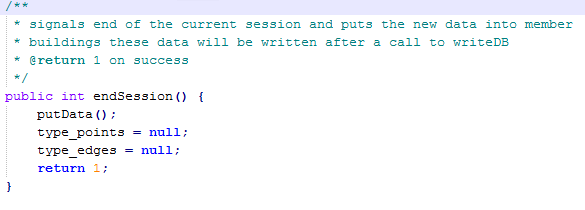 /**
 * signals end of the current session and puts the new data into member
 * buildings these data will be written after a call to writeDB
 * @return 1 on success
 */
public int endSession() {
    putData();
    type_points = null;
    type_edges = null;
    return 1;
}